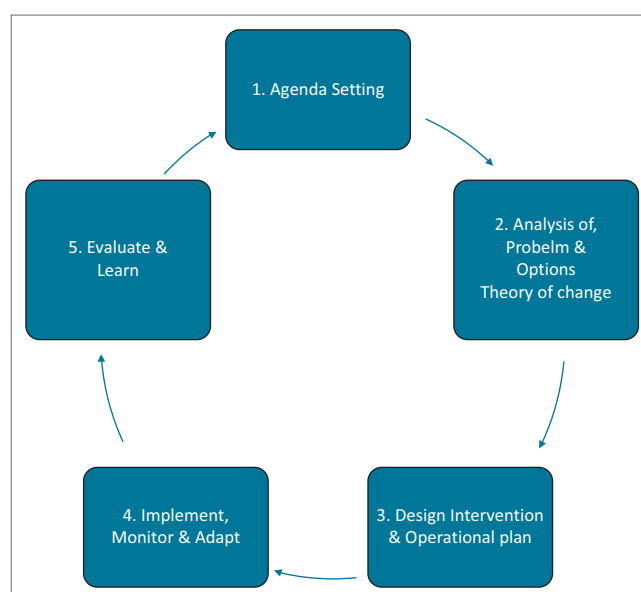 1. Agenda Setting
2. Analysis of,
Probelm &
Options
Theory of change
3. Design Intervention
& Operational plan
4. Implement,
Monitor & Adapt
5. Evaluate &
Learn